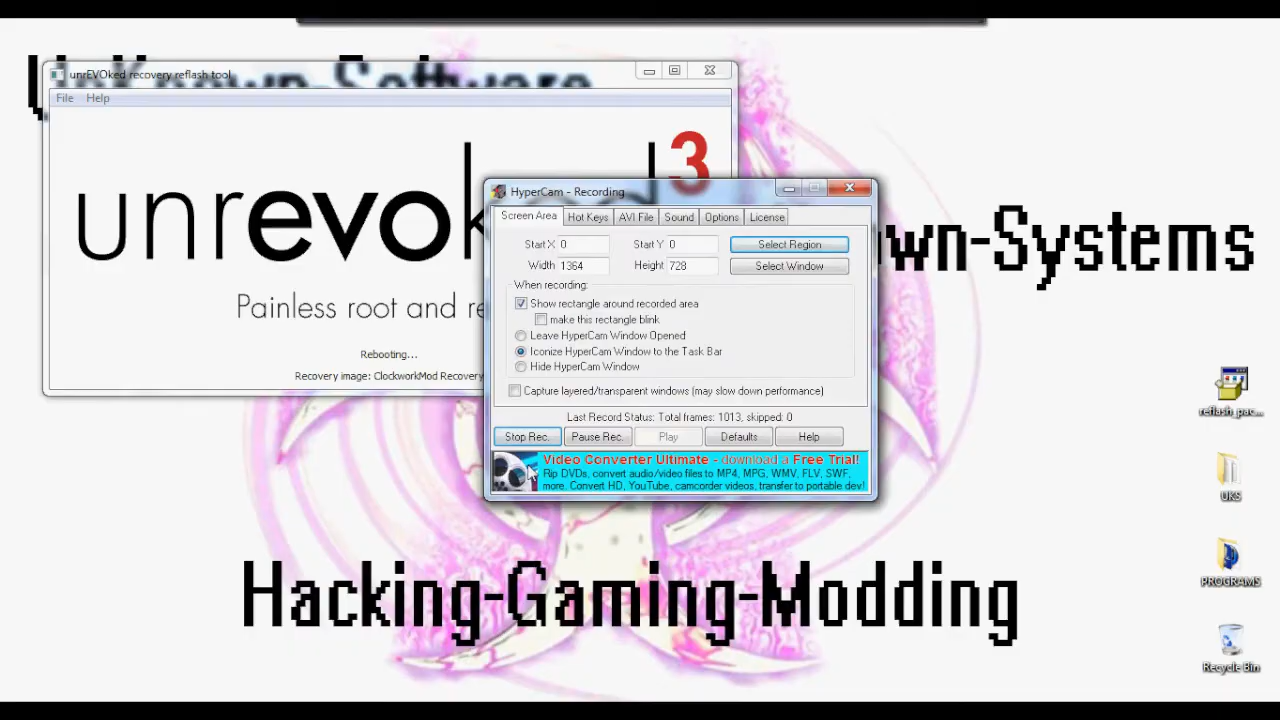 unrEVOked recovery reflash tool
File Help
unrevoked 3
Painless root and
Rebooting...
Recovery image: ClockworkMod Recovery
HyperCam - Recording
Screen Area Hot Keys AVI File Sound Options License
Start X 0 Start Y 0 Select Region
Width 1364 Height 728 Select Window
When recording:
Show rectangle around recorded area
make this rectangle blink
Leave HyperCam Window Opened
Iconize HyperCam Window to the Task Bar
Hide HyperCam Window
Capture layered/transparent windows (may slow down performance)
Last Record Status: Total frames: 1013, skipped: 0
Stop Rec. Pause Rec. Play Defaults Help
Video Converter Ultimate - download a Free Trial!
Rip DVDs, convert audio/video files to MP4, MPG, WMV, FLV, SWF,
more. Convert HD, YouTube, camcorder videos, transfer to portable dev!
wn-Systems
Hacking-Gaming-Modding
reflash_pac...
UKS
PROGRAMS
Recycle Bin